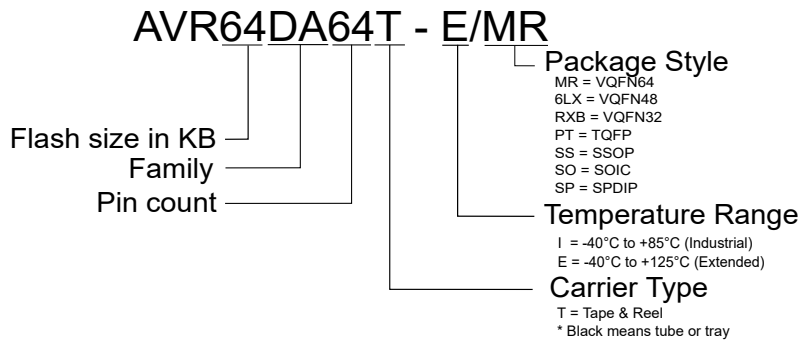 AVR64DA64T - E/MR
Flash size in KB
Family
Pin count
Package Style
MR = VQFN64
6LX = VQFN48
RXB = VQFN32
PT = TQFP
SS = SSOP
SO = SOIC
SP = SPDIP
Temperature Range
I = -40°C to +85°C (Industrial)
E = -40°C to +125°C (Extended)
Carrier Type
T = Tape & Reel
* Black means tube or tray